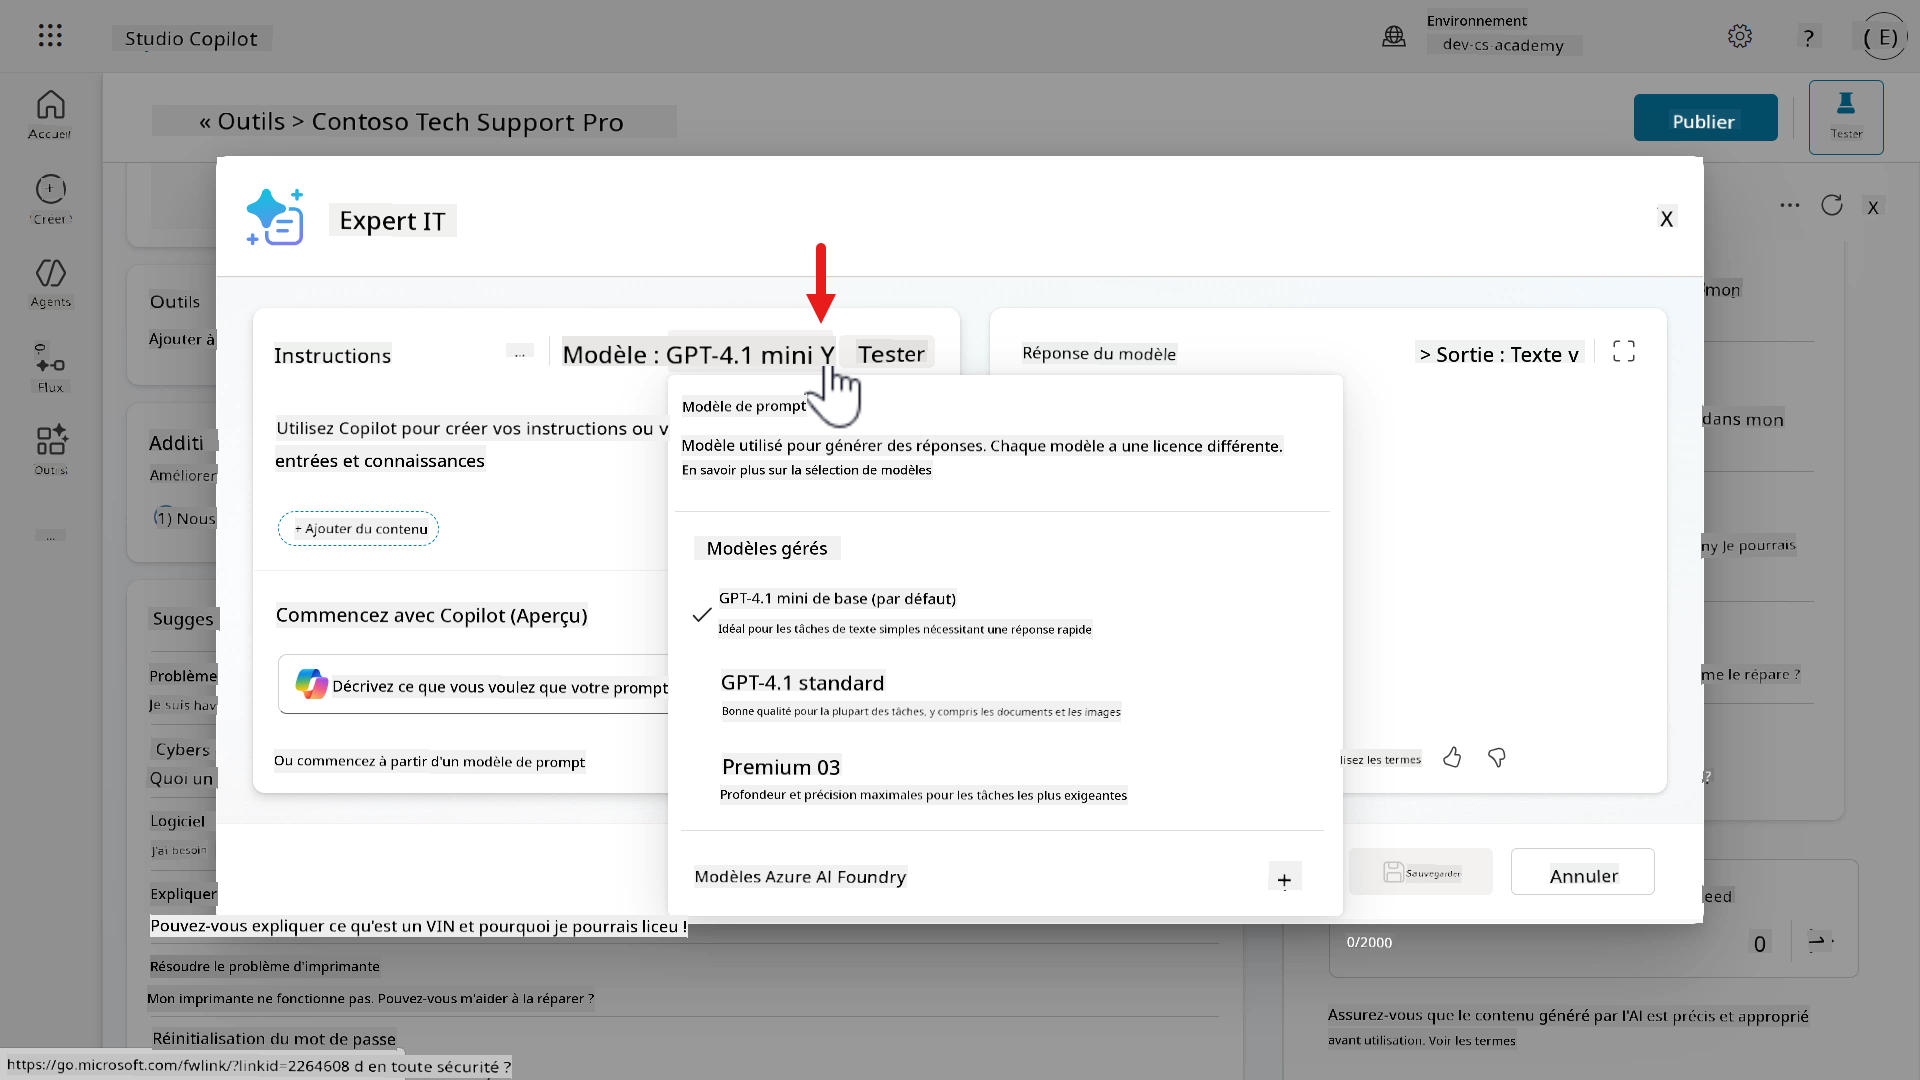 Studio Copilot
Environnement
dev-cs-academy
?
( E)
Accueil
« Outils > Contoso Tech Support Pro
Publier
Tester
Expert IT
X
Créer
...
X
Agents
Outils
Ajouter à
Instructions
...
Modèle : GPT-4.1 mini Y
Tester
Réponse du modèle
> Sortie : Texte v
Flux
Modèle de prompt
Utilisez Copilot pour créer vos instructions ou v
entrées et connaissances
Modèle utilisé pour générer des réponses. Chaque modèle a une licence différente.
En savoir plus sur la sélection de modèles
dans mon
Additi
Améliorer
Outils
(1) Nous
+ Ajouter du contenu
Modèles gérés
ny Je pourrais
...
GPT-4.1 mini de base (par défaut)
Idéal pour les tâches de texte simples nécessitant une réponse rapide
Sugges
Commencez avec Copilot (Aperçu)
Problème
Je suis hav
Décrivez ce que vous voulez que votre prompt
GPT-4.1 standard
Bonne qualité pour la plupart des tâches, y compris les documents et les images
me le répare ?
Cybers
Quoi un
Ou commencez à partir d'un modèle de prompt
Premium 03
Profondeur et précision maximales pour les tâches les plus exigeantes
lisez les termes
Logiciel
J'ai besoin
Modèles Azure AI Foundry
+
Sauvegarder
Annuler
Expliquer
eed
Pouvez-vous expliquer ce qu'est un VIN et pourquoi je pourrais liceu !
0/2000
0
Résoudre le problème d'imprimante
Mon imprimante ne fonctionne pas. Pouvez-vous m'aider à la réparer ?
Réinitialisation du mot de passe
Assurez-vous que le contenu généré par l'AI est précis et approprié
avant utilisation. Voir les termes
https://go.microsoft.com/fwlink/?linkid=2264608 d en toute sécurité ?